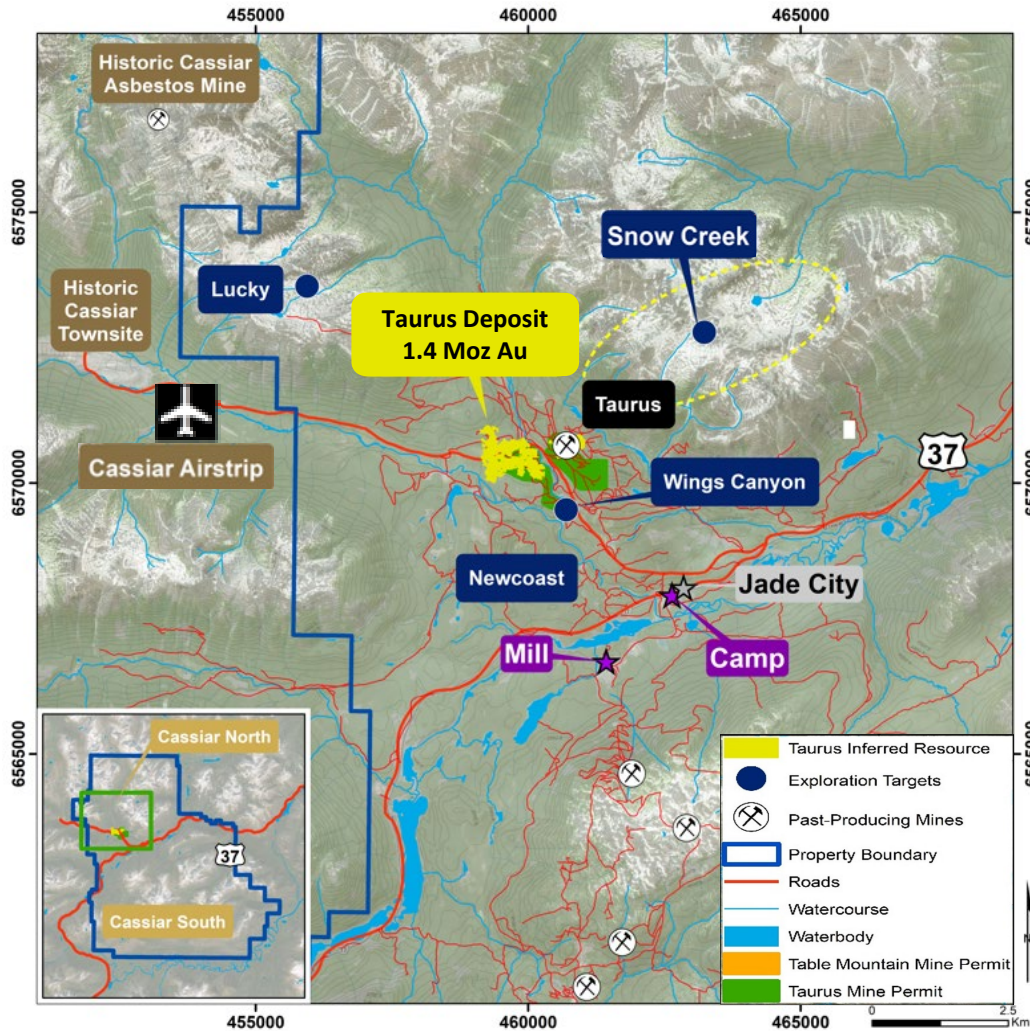 455000
460000
465000
Historic Cassiar
Asbestos Mine
6575000
6575000
Snow Creek
Lucky
Historic
Cassiar
Townsite
Taurus Deposit
1.4 Moz Au
Taurus
37
Cassiar Airstrip
6570000
6570000
Wings Canyon
Newcoast
Jade City
Mill
Camp
Cassiar North
37
Cassiar South
6565000
Taurus Inferred Resource
Exploration Targets
Past-Producing Mines
Property Boundary
Roads
Watercourse
Waterbody
Table Mountain Mine Permit
Taurus Mine Permit
N
0
2.5
Km
455000
460000
465000